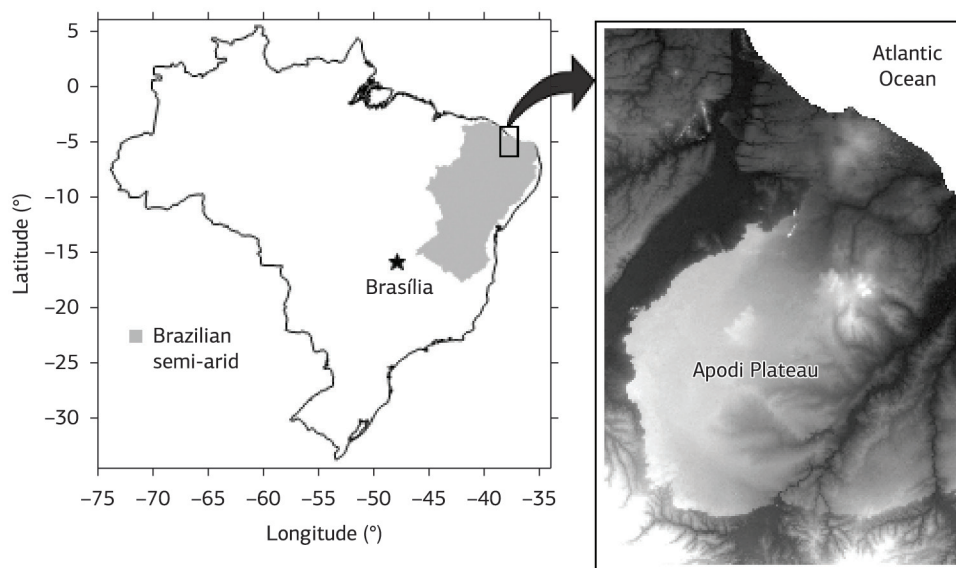 5
0
−5
−10
−15
−20
−25
−30
Latitude (°)
Brasília
Brazilian
semi-arid
−75
−70
−65
−60
−55
−50
−45
−40
−35
Longitude (°)
Atlantic
Ocean
Apodi Plateau